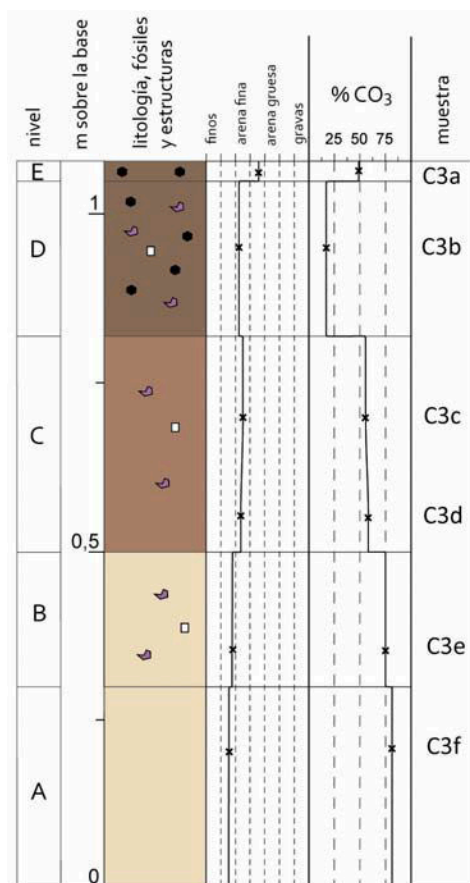 nivel
m sobre la base
litología, fósiles
y estructuras
finos
arena fina
arena gruesa
gravas
% CO3
25 50 75
muestra
E
C3a
1
D
C3b
C
C3c
C3d
0,5
B
C3e
C3f
A
0